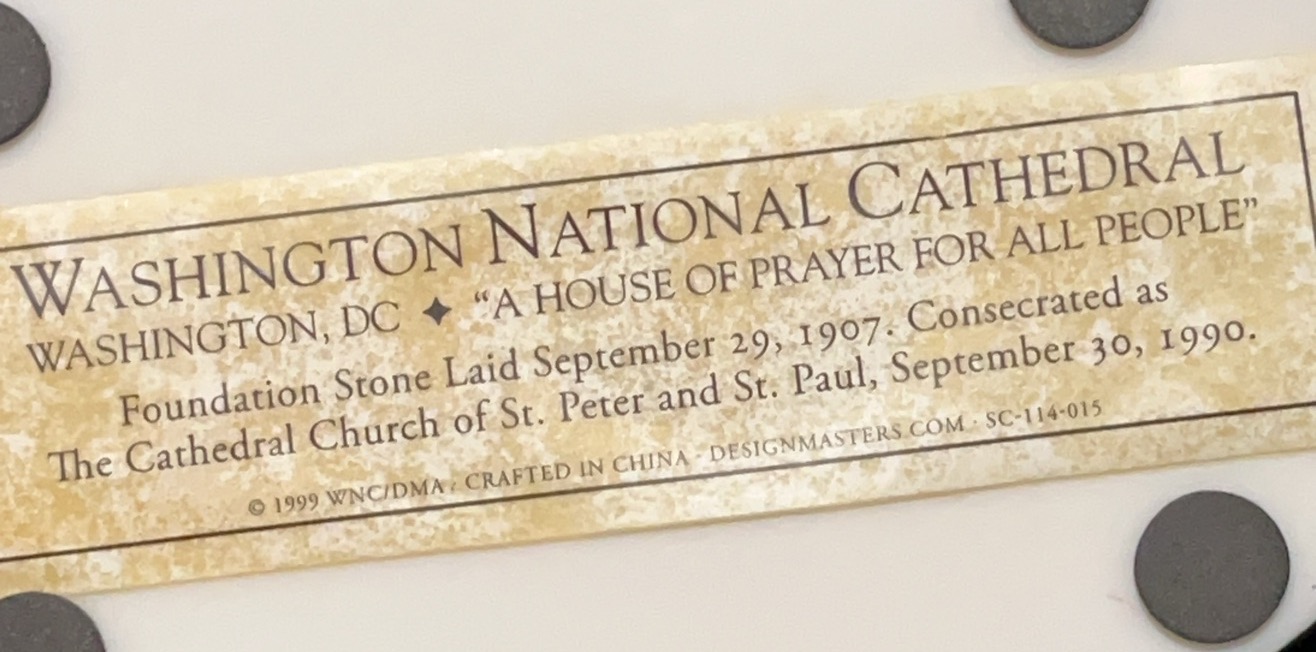 WASHINGTON NATIONAL CATHEDRAL
WASHINGTON, DC ✦ “A HOUSE OF PRAYER FOR ALL PEOPLE”
Foundation Stone Laid September 29, 1907. Consecrated as
The Cathedral Church of St. Peter and St. Paul, September 30, 1990.
© 1999 WNC/DMA · CRAFTED IN CHINA · DESIGNMASTERS.COM · SC-114-015